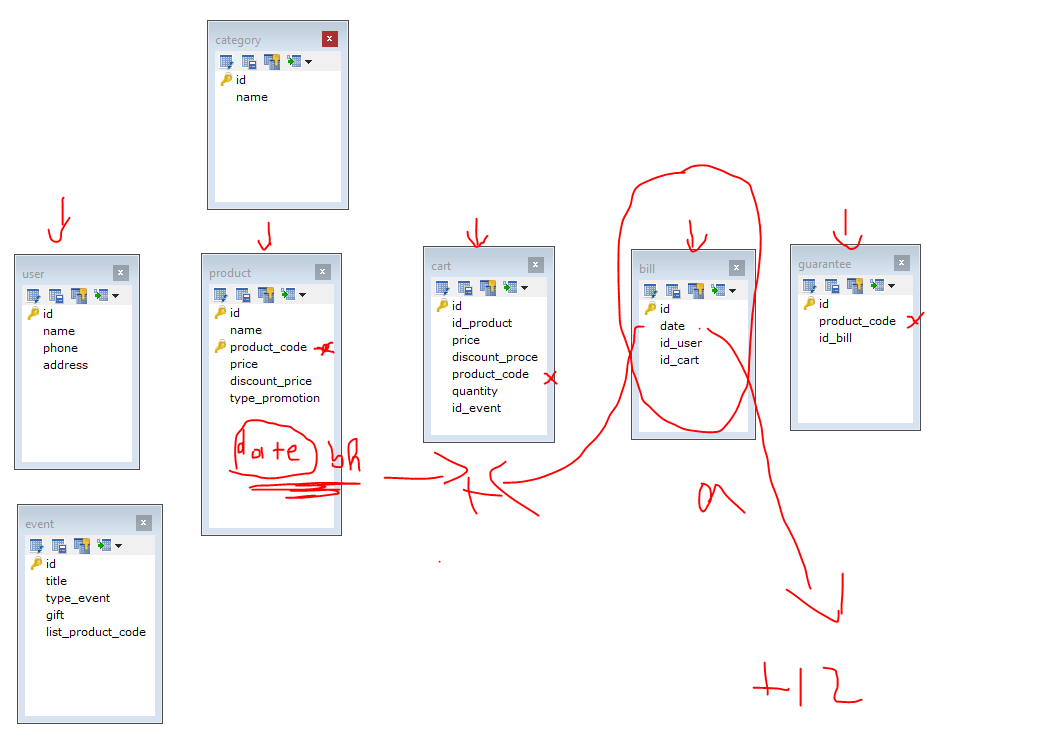 category
id
name
user
id
name
phone
address
product
id
name
product_code
price
discount_price
type_promotion
date bh
cart
id
id_product
price
discount_proce
product_code
quantity
id_event
bill
id
date
id_user
id_cart
guarantee
id
product_code
id_bill
event
id
title
type_event
gift
list_product_code
+12